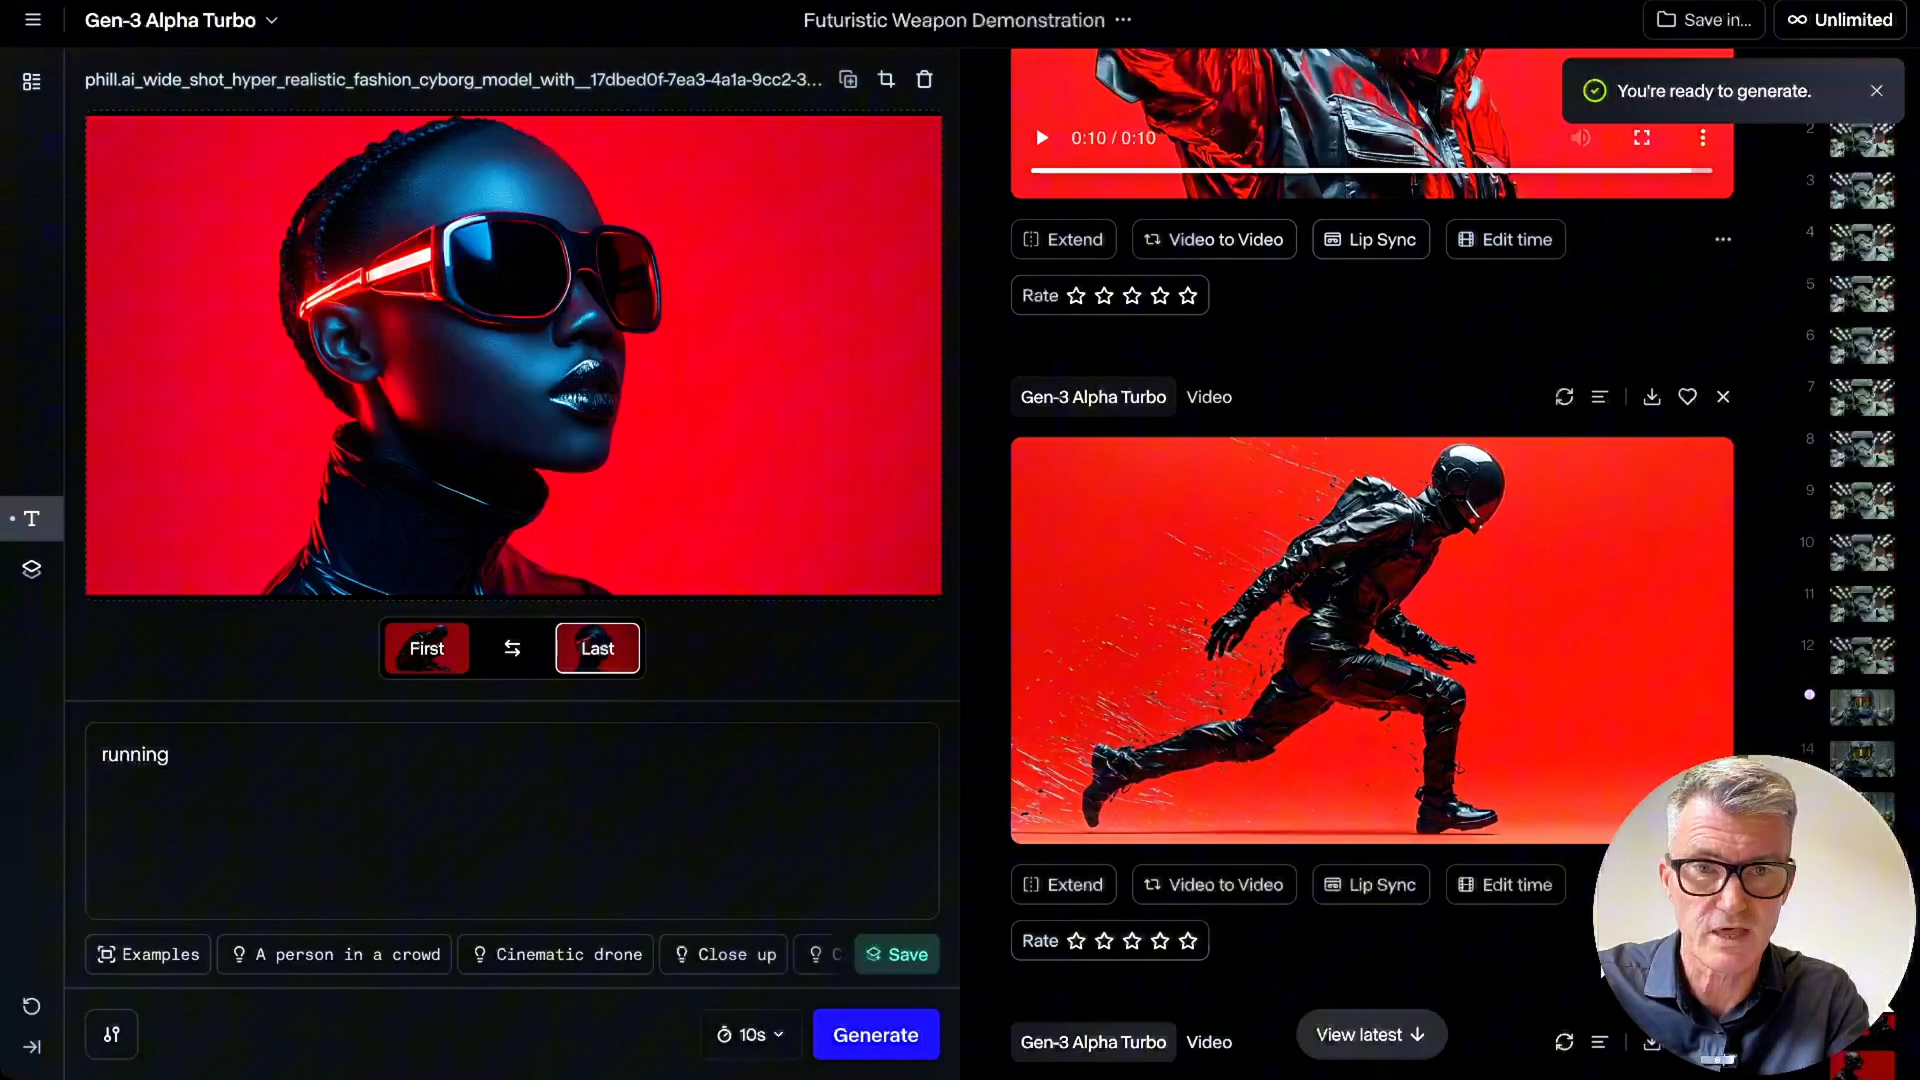 Gen-3 Alpha Turbo
Futuristic Weapon Demonstration ...
Save in...
Unlimited
phill.ai_wide_shot_hyper_realistic_fashion_cyborg_model_with__17dbed0f-7ea3-4a1a-9cc2-3...
You're ready to generate.
0:10 / 0:10
Extend
Video to Video
Lip Sync
Edit time
Rate
Gen-3 Alpha Turbo Video
First
Last
running
Extend
Video to Video
Lip Sync
Edit time
Rate
Examples
A person in a crowd
Cinematic drone
Close up
C
Save
10s
Generate
Gen-3 Alpha Turbo Video
View latest
2
3
4
5
6
7
8
9
10
11
12
14